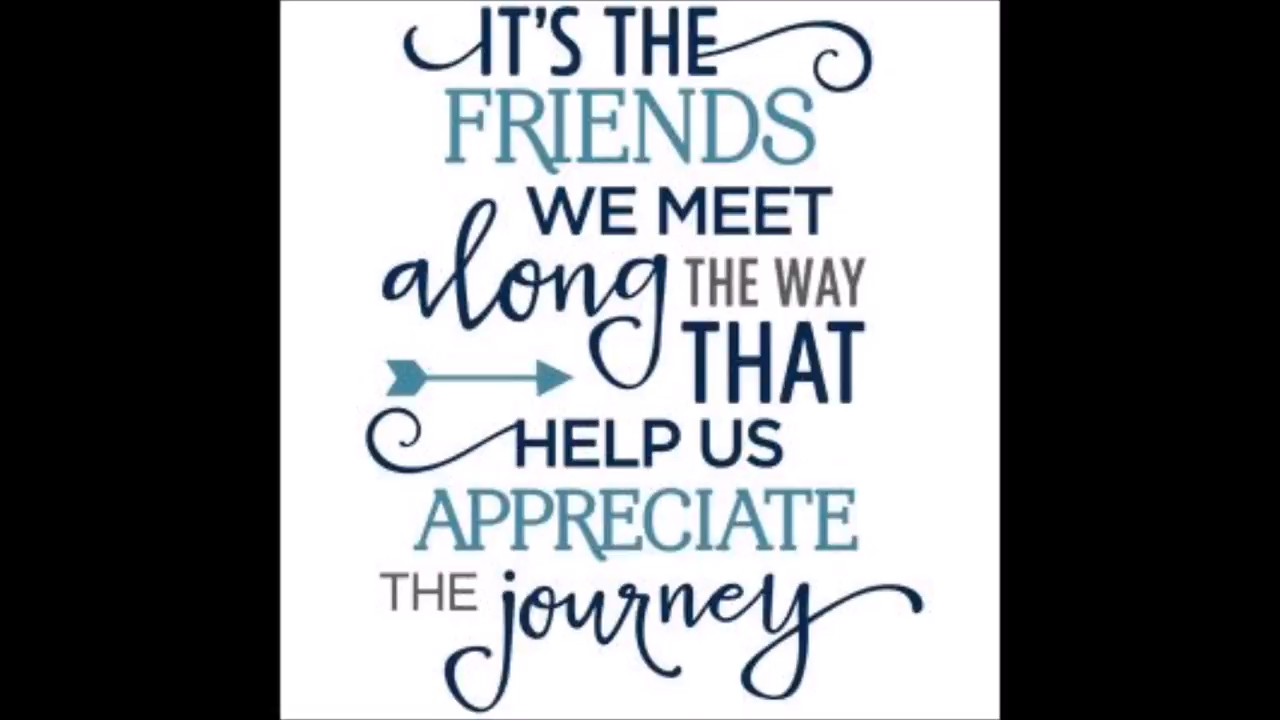 IT'S THE
FRIENDS
WE MEET
along THE WAY
THAT
HELP US
APPRECIATE
THE journey